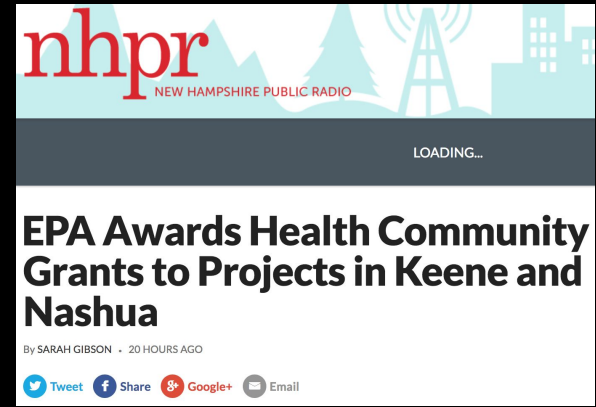 nhpr
NEW HAMPSHIRE PUBLIC RADIO
LOADING...
EPA Awards Health Community
Grants to Projects in Keene and
Nashua
By SARAH GIBSON • 20 HOURS AGO
Tweet Share Google+ Email